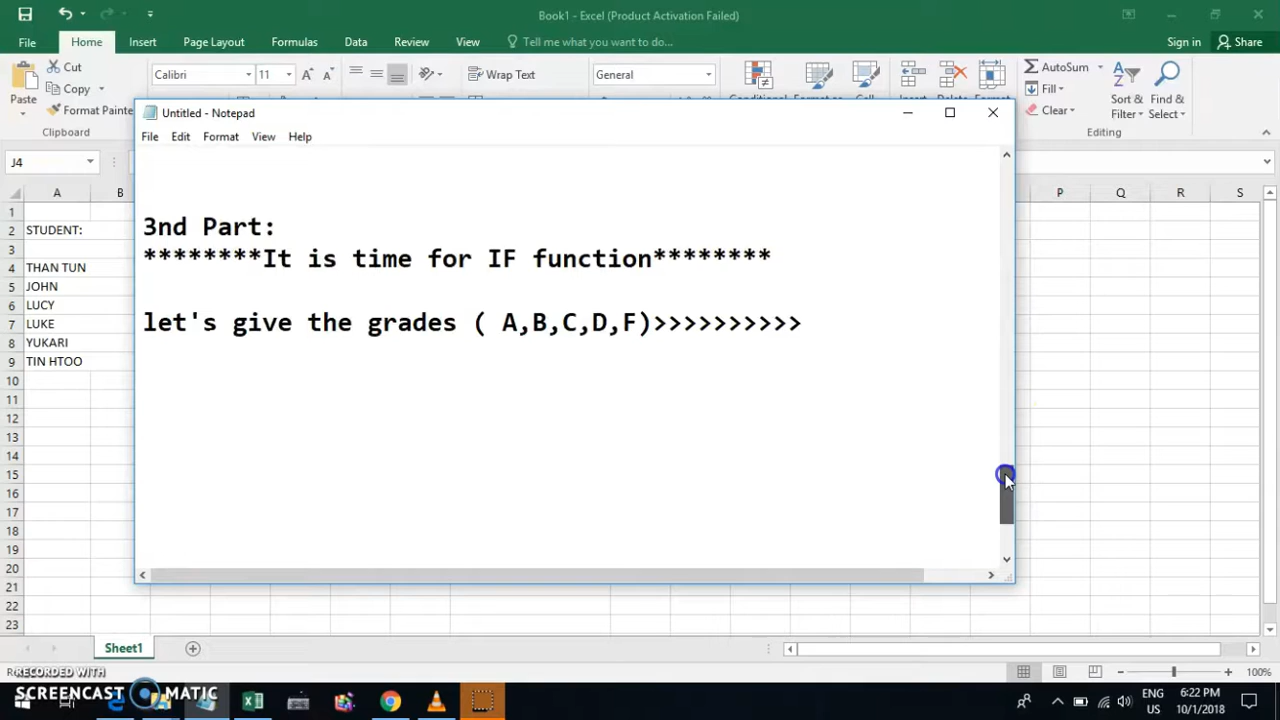 Book1 - Excel (Product Activation Failed)
File Home Insert Page Layout Formulas Data Review View Tell me what you want to do... Sign in Share
Cut
Copy
Format Painter
Paste
Clipboard
Calibri 11
Wrap Text
General
AutoSum
Fill
Clear
Sort & Filter
Find & Select
Editing
J4
Untitled - Notepad
File Edit Format View Help
3nd Part:
********It is time for IF function********
let's give the grades ( A,B,C,D,F)>>>>>>>>>>
A B P Q R S
1
2 STUDENT:
3
4 THAN TUN
5 JOHN
6 LUCY
7 LUKE
8 YUKARI
9 TIN HTOO
10
11
12
13
14
15
16
17
18
19
20
21
22
23
Sheet1
100%
RECORDED WITH
SCREENCAST MATIC
ENG
US
6:22 PM
10/1/2018